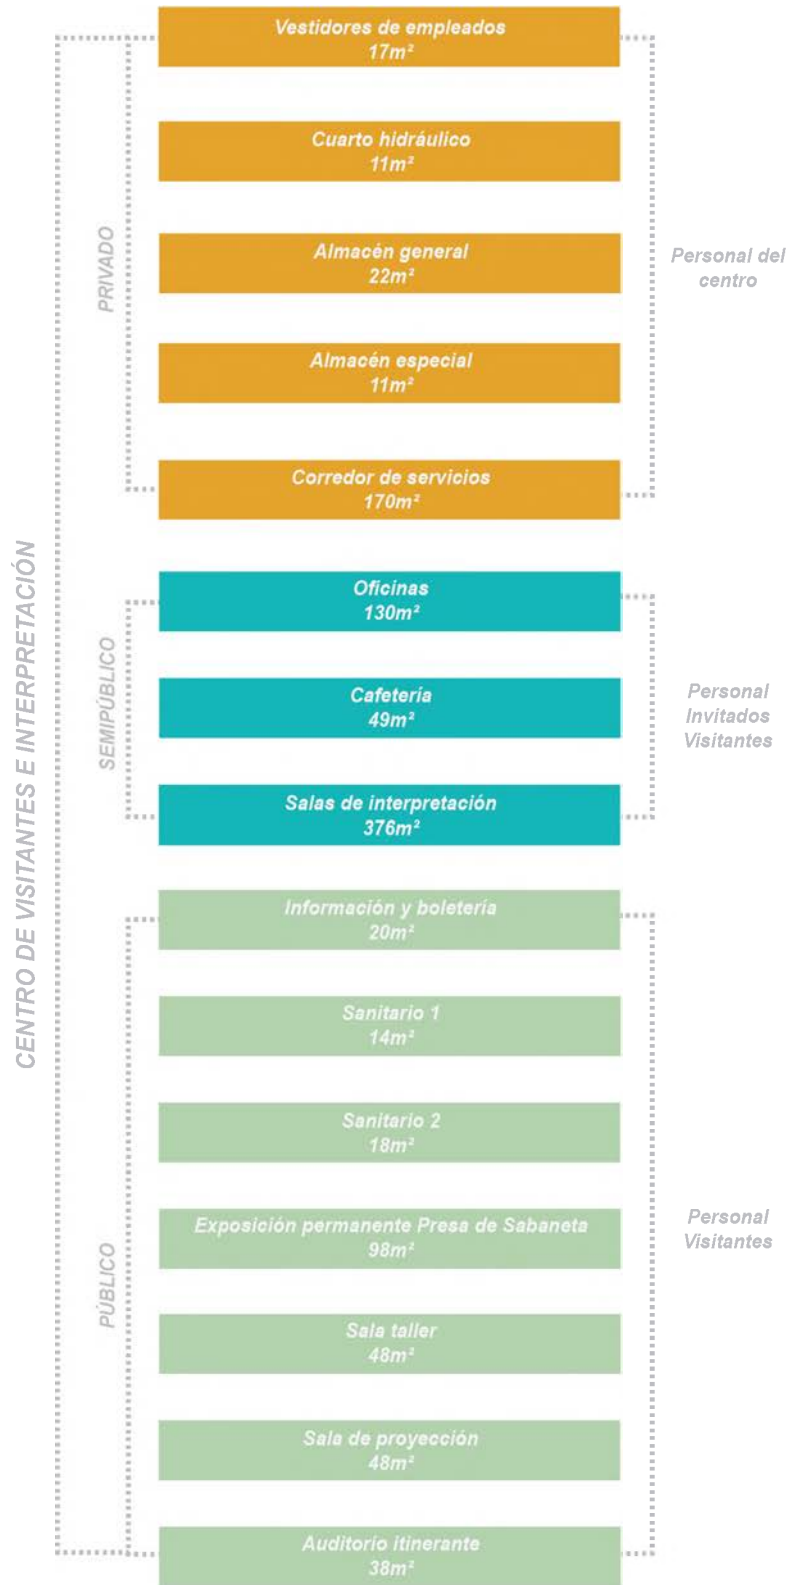 CENTRO DE VISITANTES E INTERPRETACIÓN
PRIVADO
Vestidores de empleados
17m²
Cuarto hidráulico
11m²
Almacén general
22m²
Almacén especial
11m²
Corredor de servicios
170m²
Personal del
centro
SEMIPÚBLICO
Oficinas
130m²
Cafetería
49m²
Salas de interpretación
376m²
Personal
Invitados
Visitantes
PÚBLICO
Información y boletería
20m²
Sanitario 1
14m²
Sanitario 2
18m²
Exposición permanente Presa de Sabaneta
98m²
Sala taller
48m²
Sala de proyección
48m²
Auditorio itinerante
38m²
Personal
Visitantes